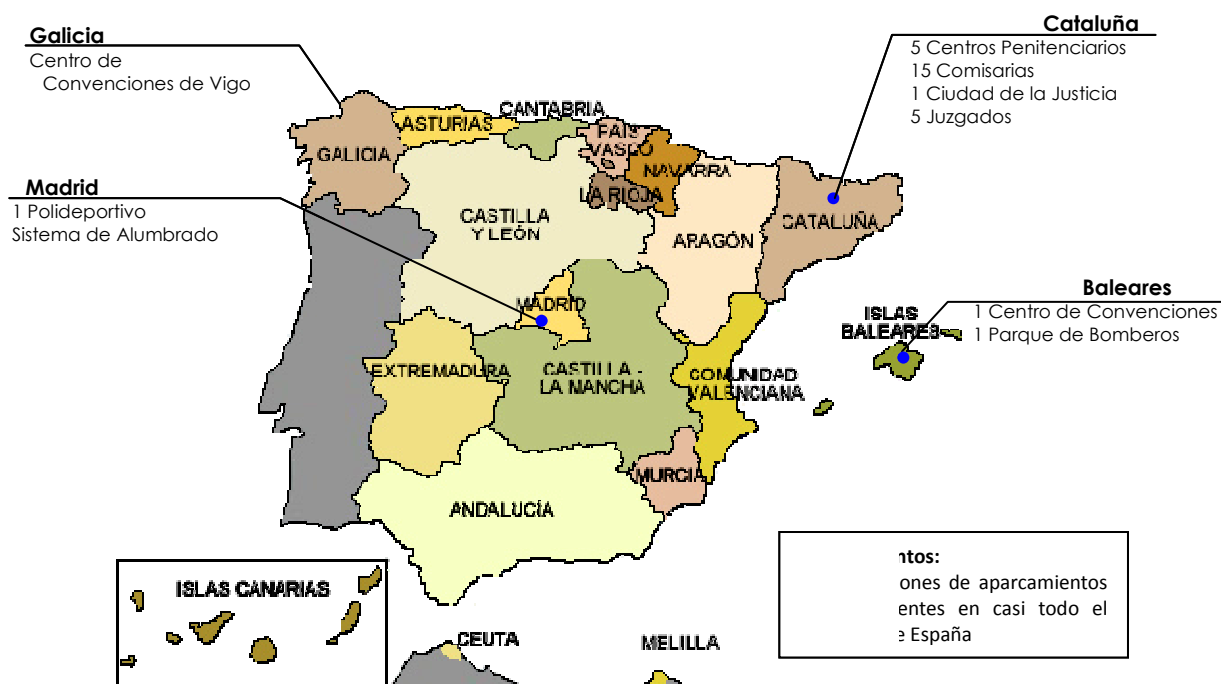 Galicia
Centro de
Convenciones de Vigo
Cataluña
5 Centros Penitenciarios
15 Comisarias
1 Ciudad de la Justicia
5 Juzgados
Madrid
1 Polideportivo
Sistema de Alumbrado
Baleares
1 Centro de Convenciones
1 Parque de Bomberos
CANTABRIA
ASTURIAS
PAIS
VASCO
GALICIA
NAVARRA
LA RIOJA
CASTILLA
Y LEÓN
ARAGÓN
CATALUÑA
MADRID
ISLAS
BALEARES
EXTREMADURA
CASTILLA -
LA MANCHA
COMUNIDAD
VALENCIANA
MURCIA
ANDALUCÍA
ISLAS CANARIAS
CEUTA
MELILLA
de aparcamientos
en casi todo el
España